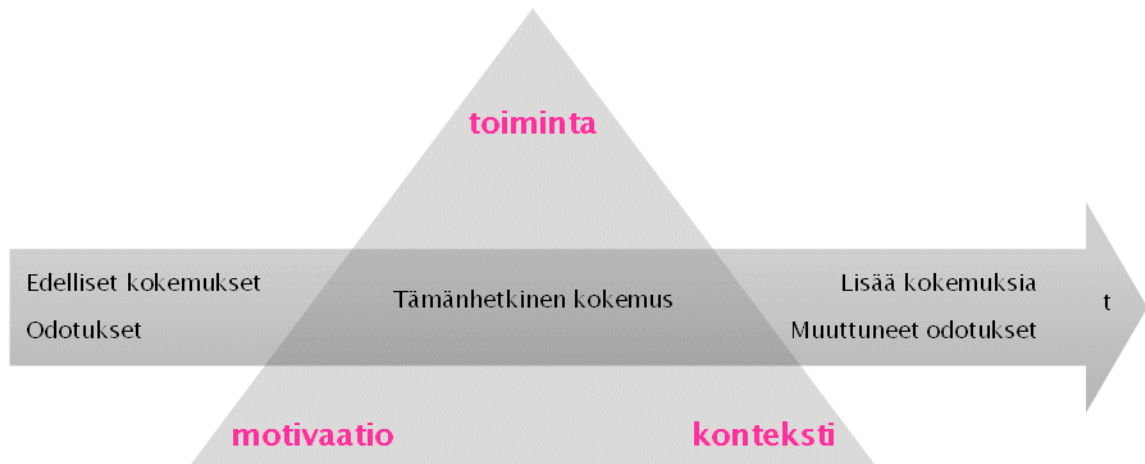 toiminta
Edelliset kokemukset
Odotukset
Tämänhetkinen kokemus
Lisää kokemuksia
Muuttuneet odotukset
t
motivaatio
konteksti